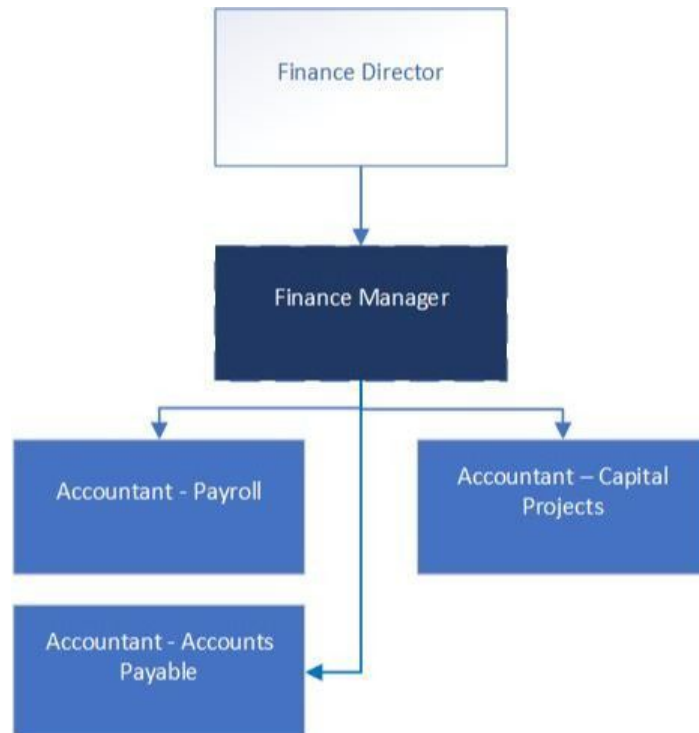 Finance Director
Finance Manager
Accountant - Payroll
Accountant – Capital
Projects
Accountant - Accounts
Payable